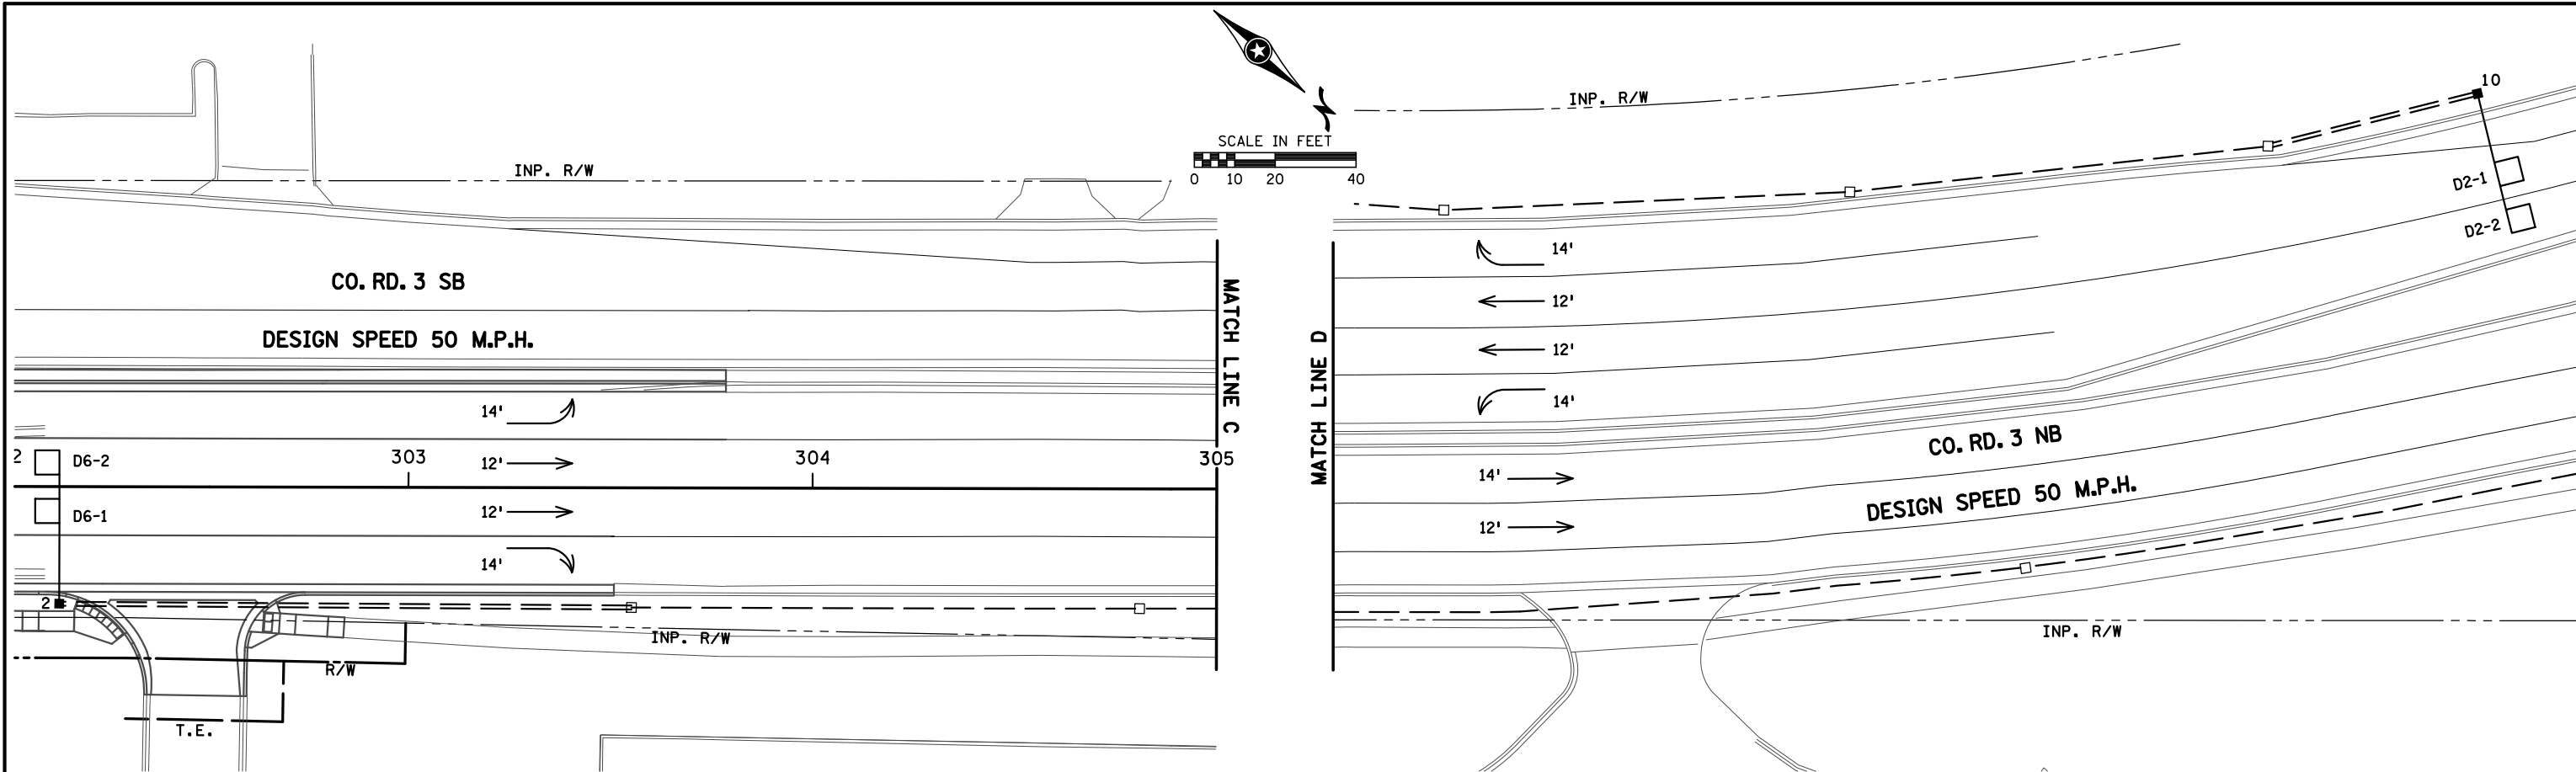 INP. R/W
CO. RD. 3 SB
DESIGN SPEED 50 M.P.H.
14'
2
D6-2
303
12'
304
305
D6-1
12'
14'
2
INP. R/W
R/W
T.E.
MATCH LINE C
SCALE IN FEET
0 10 20 40
MATCH LINE D
INP. R/W
10
D2-1
D2-2
14'
12'
12'
14'
CO. RD. 3 NB
14'
DESIGN SPEED 50 M.P.H.
12'
INP. R/W